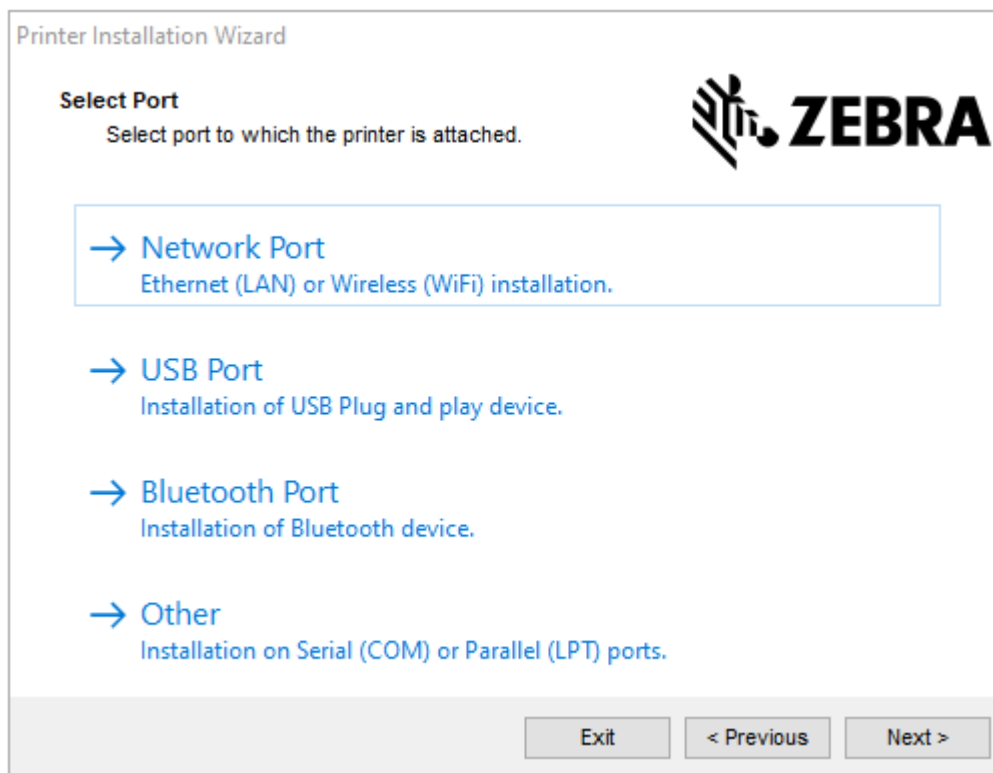 Printer Installation Wizard
Select Port
Select port to which the printer is attached.
ZEBRA
Network Port
Ethernet (LAN) or Wireless (WiFi) installation.
USB Port
Installation of USB Plug and play device.
Bluetooth Port
Installation of Bluetooth device.
Other
Installation on Serial (COM) or Parallel (LPT) ports.
Exit
< Previous
Next >